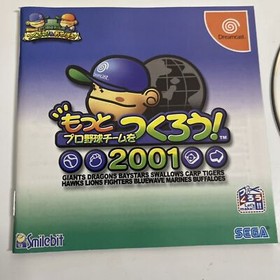 Dreamcast
もっと
プロ野球チームを
つくろう!
TM
2001
GIANTS DRAGONS BAYSTARS SWALLOWS CARP TIGERS
HAWKS LIONS FIGHTERS BLUEWAVE MARINES BUFFALOES
Smilebit
SEGA